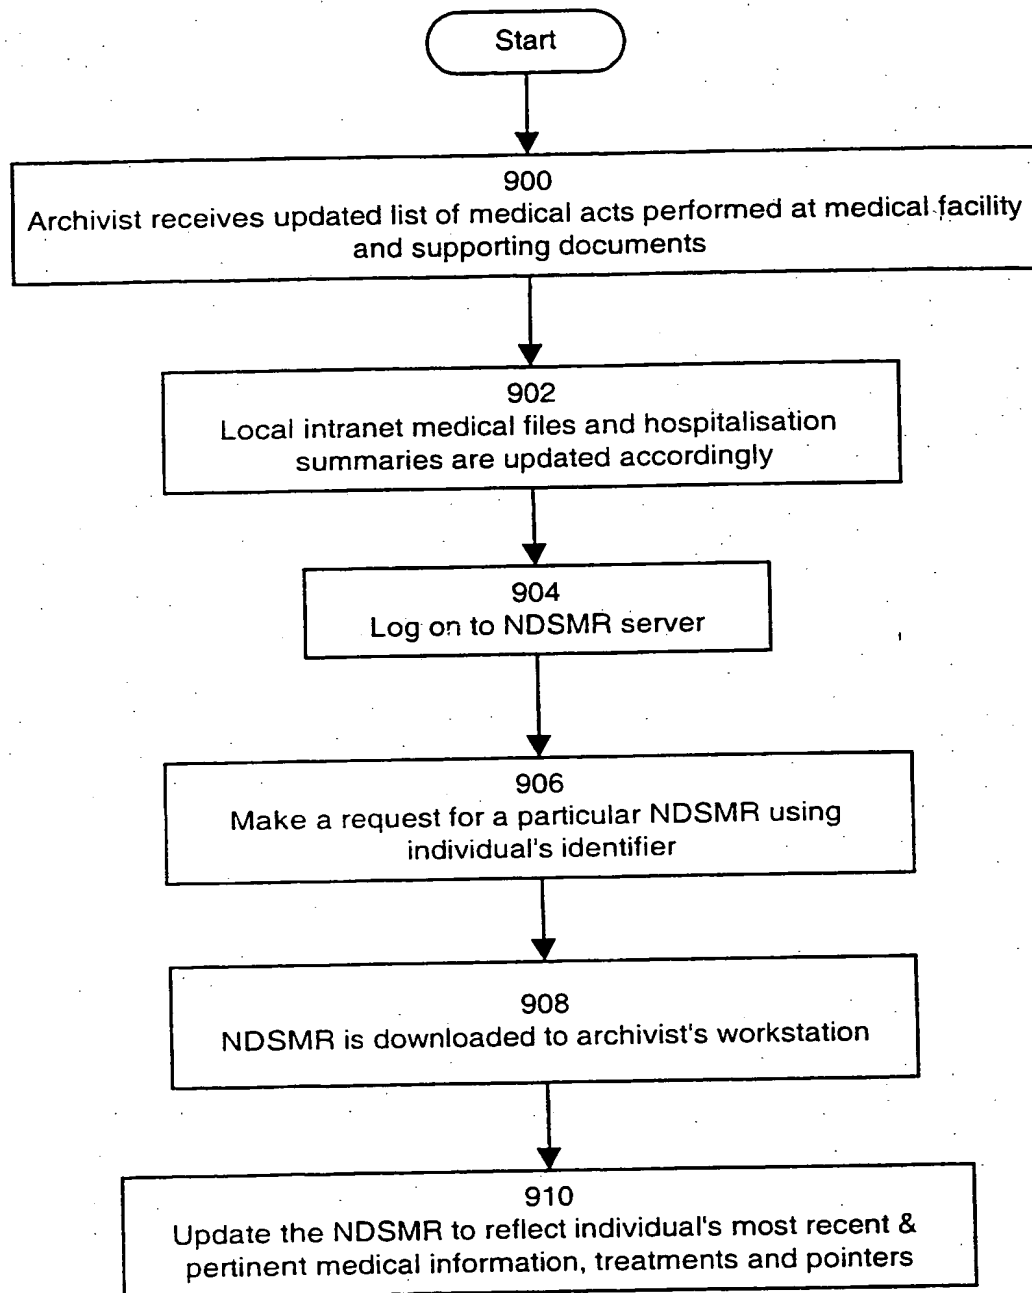 Start
900
Archivist receives updated list of medical acts performed at medical facility
and supporting documents
902
Local intranet medical files and hospitalisation
summaries are updated accordingly
904
Log on to NDSMR server
906
Make a request for a particular NDSMR using
individual's identifier
908
NDSMR is downloaded to archivist's workstation
910
Update the NDSMR to reflect individual's most recent &
pertinent medical information, treatments and pointers